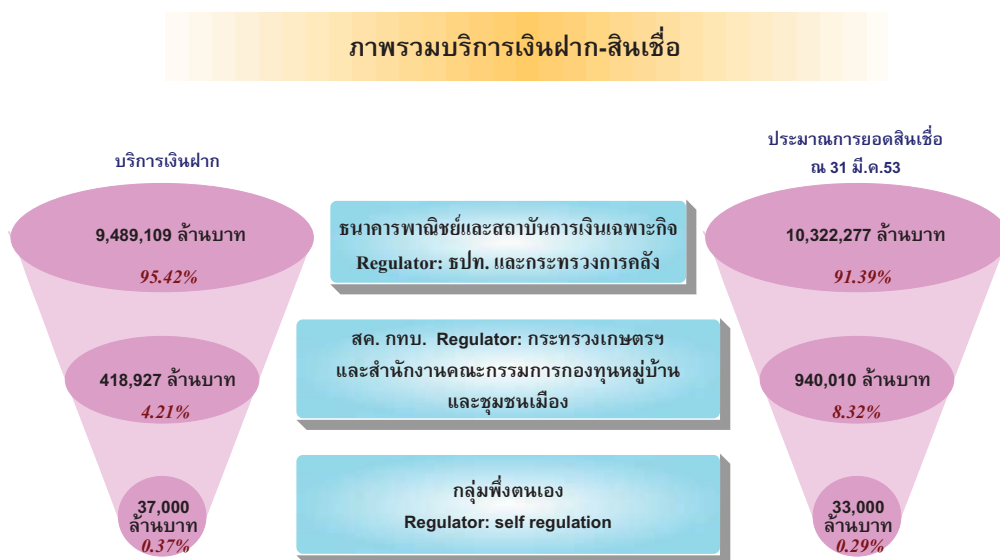 ภาพรวมบริการเงินฝาก-สินเชื่อ
บริการเงินฝาก
ประมาณการยอดสินเชื่อ
ณ 31 มี.ค.53
9,489,109 ล้านบาท
95.42%
ธนาคารพาณิชย์และสถาบันการเงินเฉพาะกิจ
Regulator: ธปท. และกระทรวงการคลัง
10,322,277 ล้านบาท
91.39%
418,927 ล้านบาท
4.21%
สค. กทบ. Regulator: กระทรวงเกษตรฯ
และสำนักงานคณะกรรมการกองทุนหมู่บ้าน
และชุมชนเมือง
940,010 ล้านบาท
8.32%
37,000
ล้านบาท
0.37%
กลุ่มพึ่งตนเอง
Regulator: self regulation
33,000
ล้านบาท
0.29%